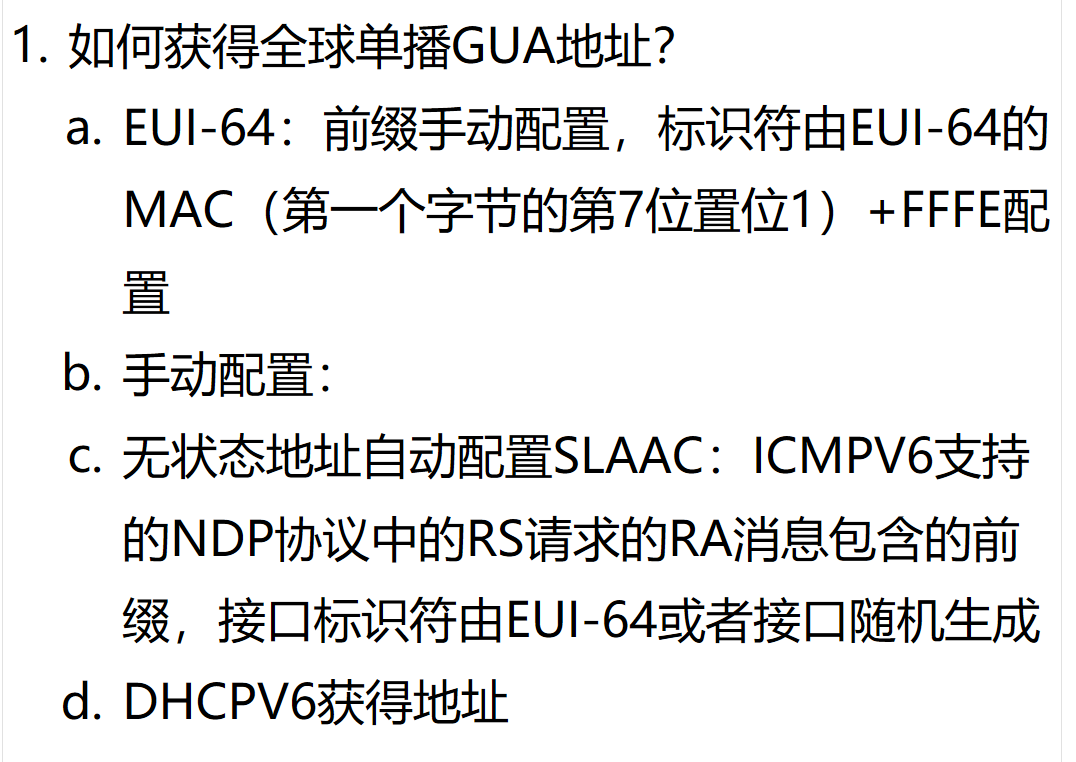 1. 如何获得全球单播GUA地址？
a. EUI-64：前缀手动配置，标识符由EUI-64的
MAC（第一个字节的第7位置位1）+FFFE配
置
b. 手动配置：
c. 无状态地址自动配置SLAAC：ICMPV6支持
的NDP协议中的RS请求的RA消息包含的前
缀，接口标识符由EUI-64或者接口随机生成
d. DHCPV6获得地址